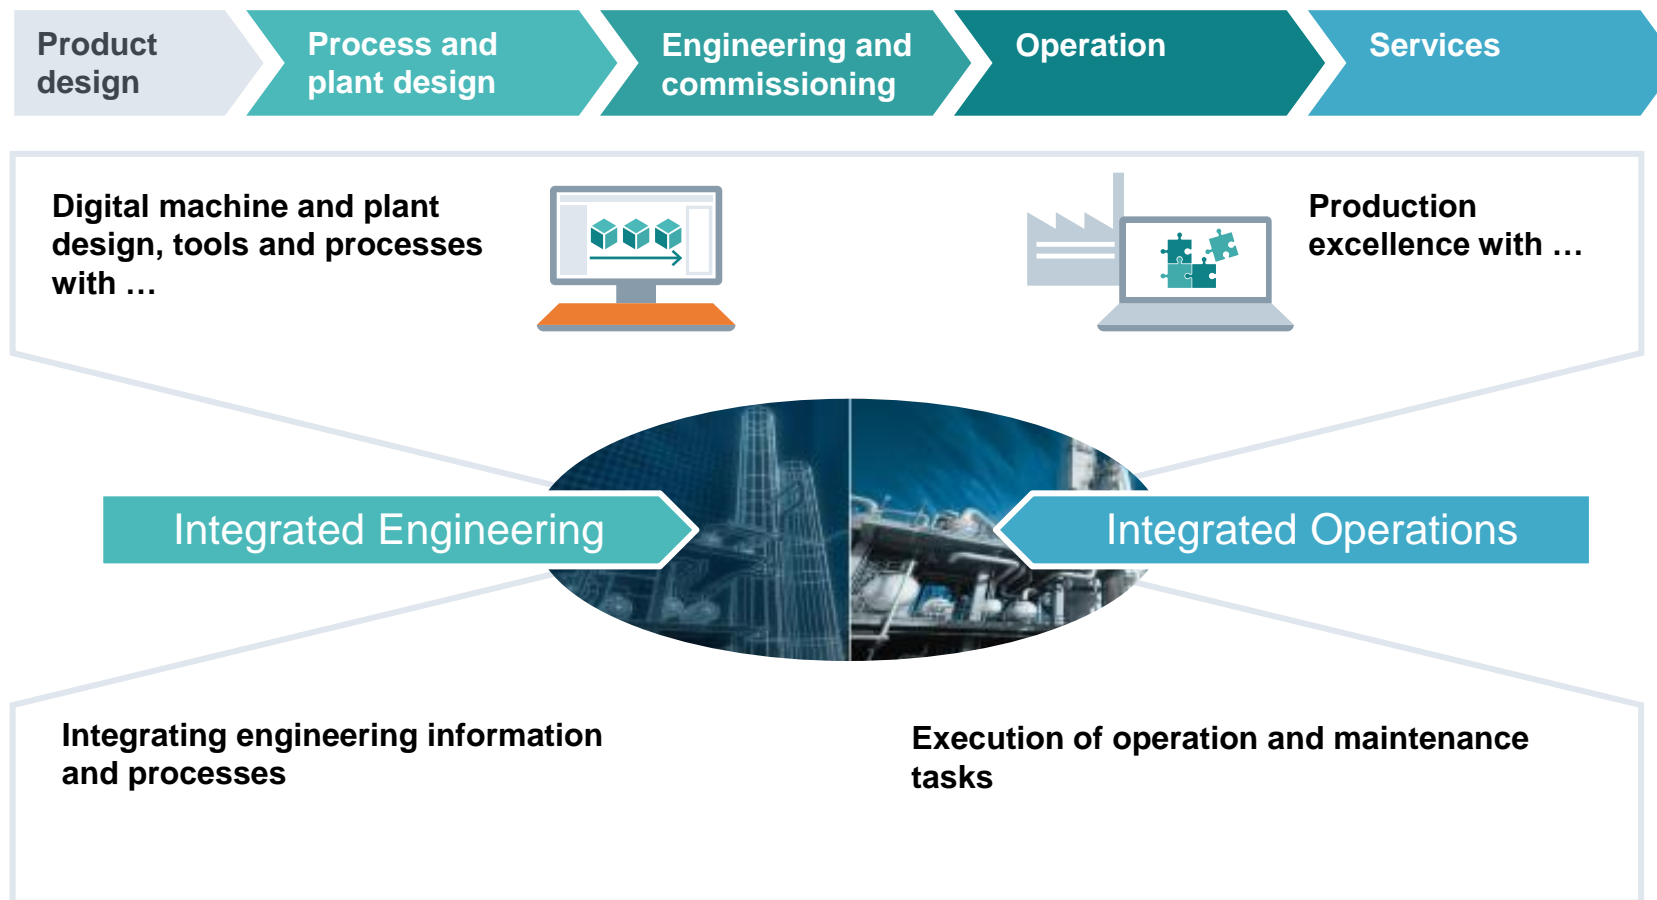 Product
design
Process and
plant design
Engineering and
commissioning
Operation
Services
Digital machine and plant
design, tools and processes
with …
Production
excellence with …
Integrated Engineering
Integrated Operations
Integrating engineering information
and processes
Execution of operation and maintenance
tasks